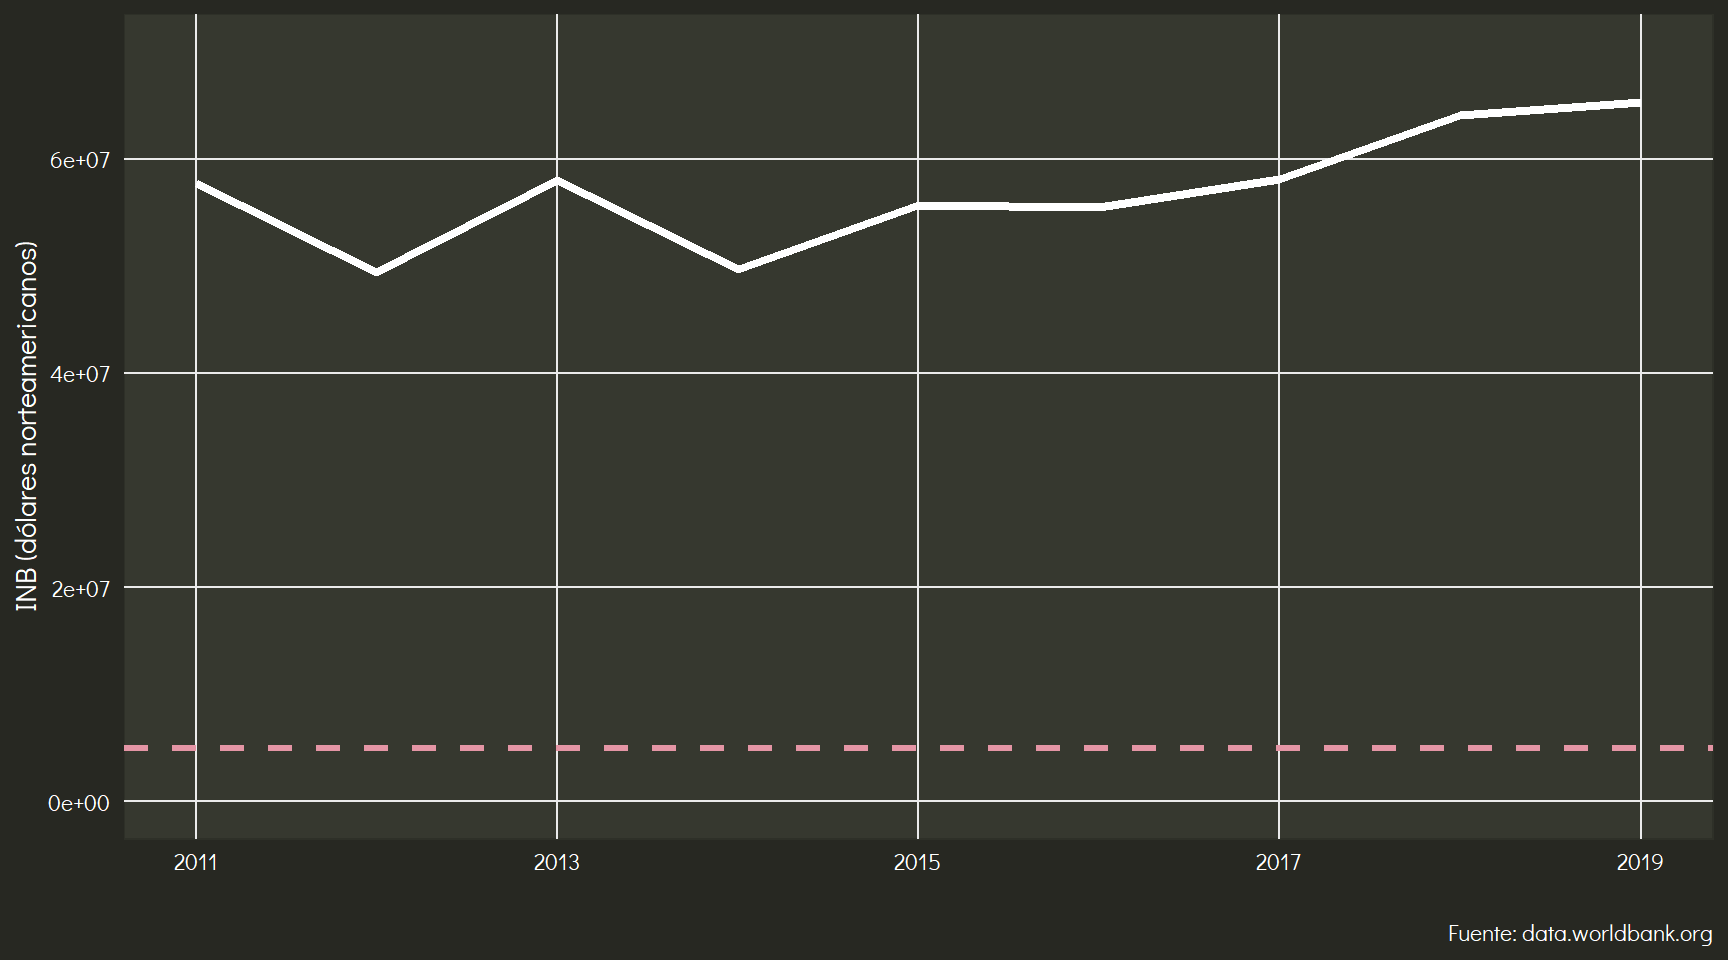 INB (dólares norteamericanos)
6e+07
4e+07
2e+07
0e+00
2011 2013 2015 2017 2019
Fuente: data.worldbank.org